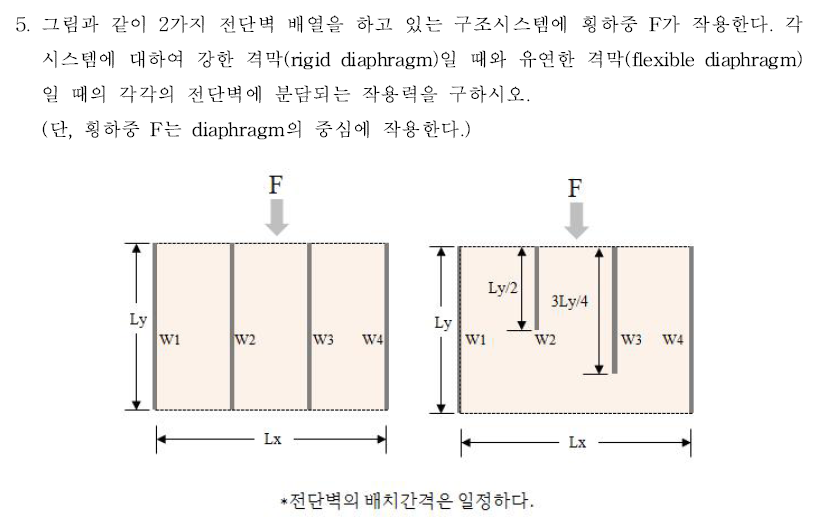 5. 그림과 같이 2가지 전단벽 배열을 하고 있는 구조시스템에 횡하중 F가 작용한다. 각
시스템에 대하여 강한 격막(rigid diaphragm)일 때와 유연한 격막(flexible diaphragm)
일 때의 각각의 전단벽에 분담되는 작용력을 구하시오.
(단, 횡하중 F는 diaphragm의 중심에 작용한다.)
F
Ly
W1
W2
W3
W4
Lx
F
Ly/2
3Ly/4
Ly
W1
W2
W3
W4
Lx
*전단벽의 배치간격은 일정하다.